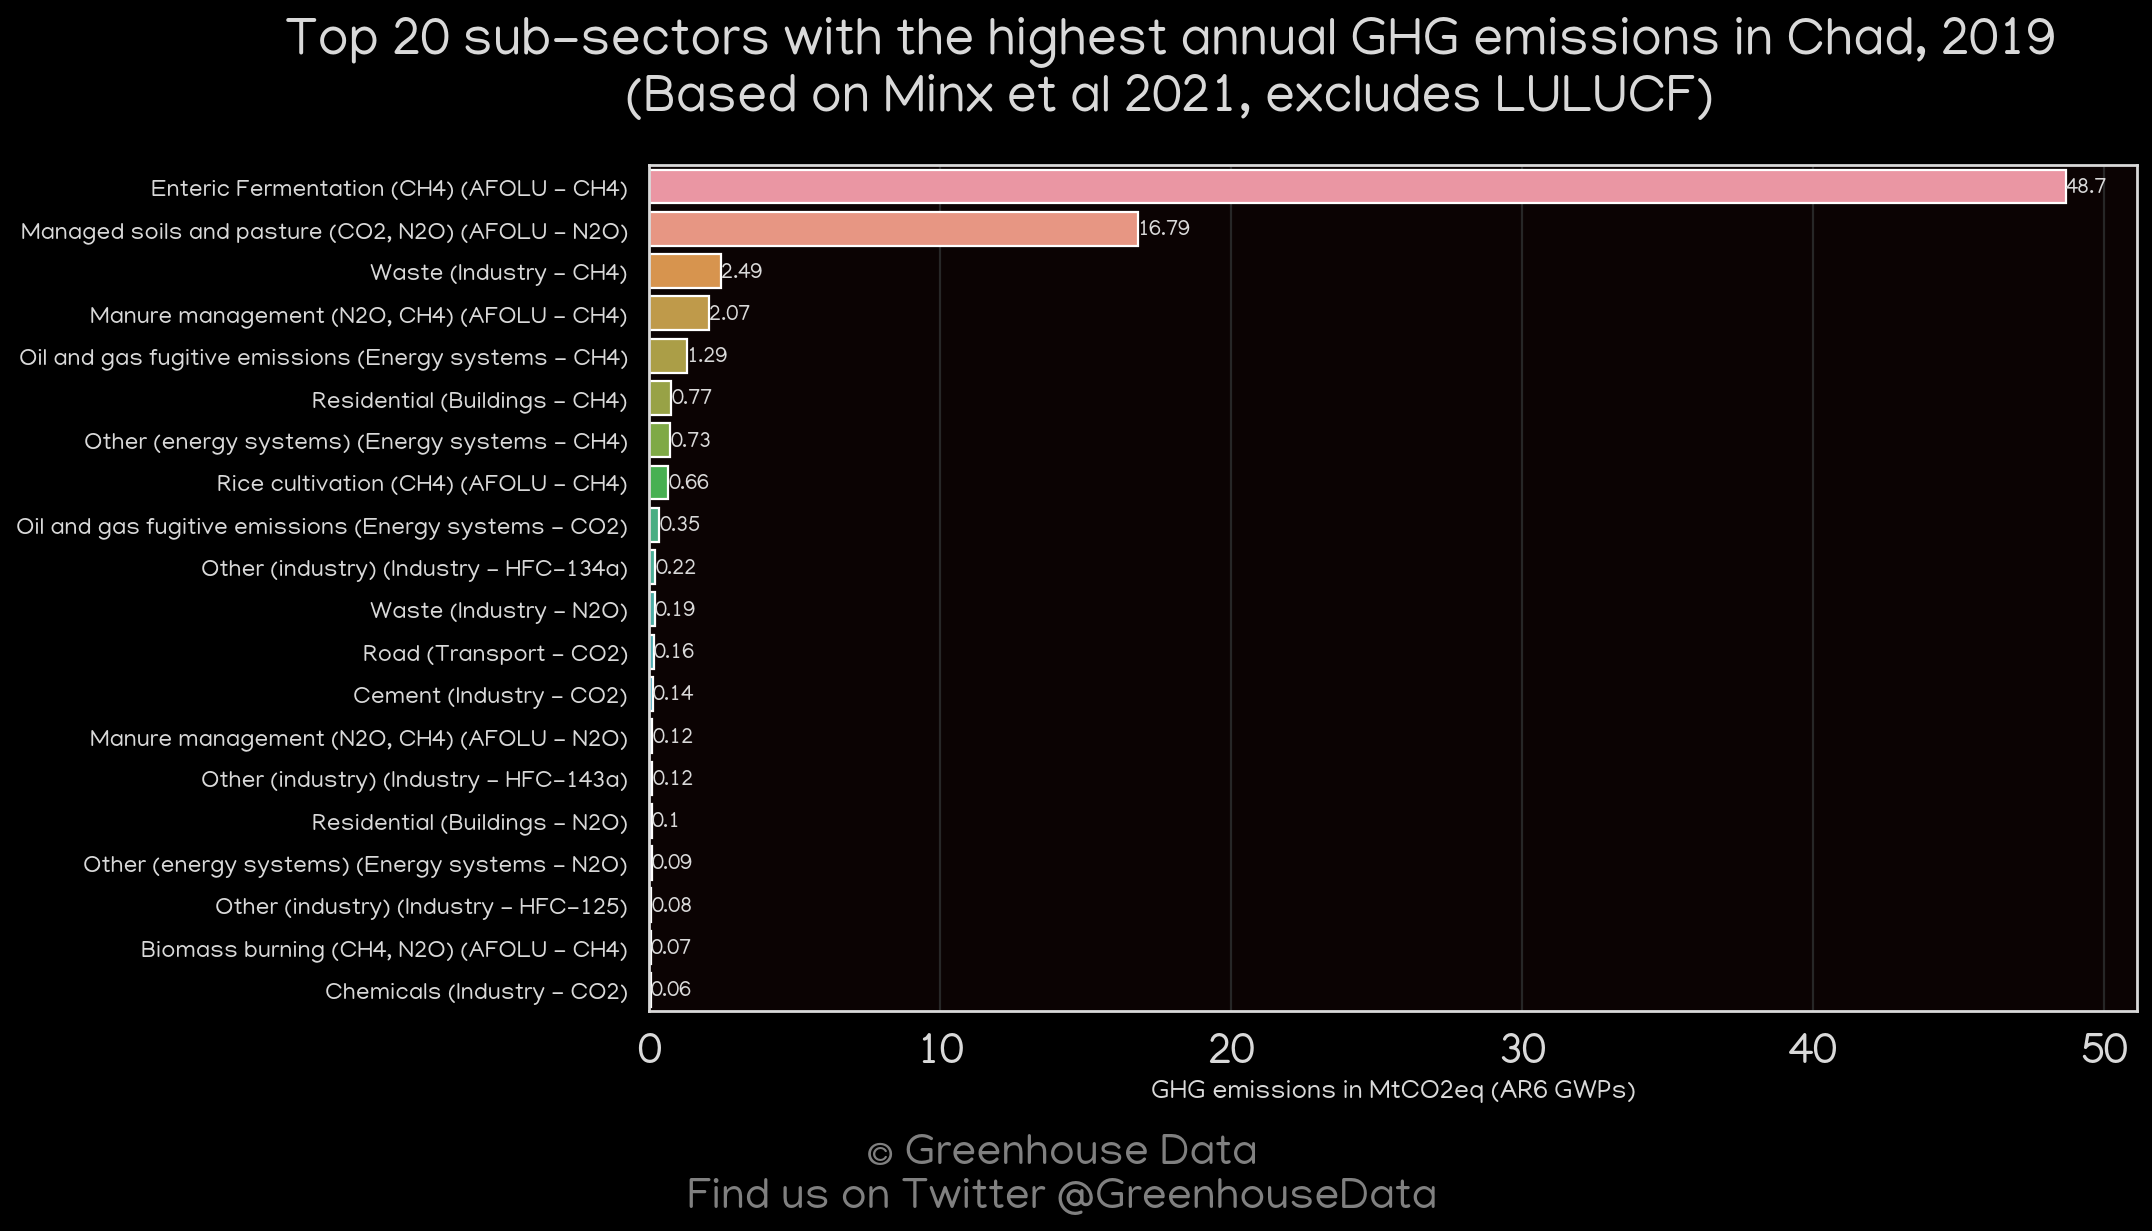 Top 20 sub-sectors with the highest annual GHG emissions in Chad, 2019
(Based on Minx et al 2021, excludes LULUCF)
Enteric Fermentation (CH4) (AFOLU - CH4) 48.7
Managed soils and pasture (CO2, N2O) (AFOLU - N2O) 16.79
Waste (Industry - CH4) 2.49
Manure management (N2O, CH4) (AFOLU - CH4) 2.07
Oil and gas fugitive emissions (Energy systems - CH4) 1.29
Residential (Buildings - CH4) 0.77
Other (energy systems) (Energy systems - CH4) 0.73
Rice cultivation (CH4) (AFOLU - CH4) 0.66
Oil and gas fugitive emissions (Energy systems - CO2) 0.35
Other (industry) (Industry - HFC-134a) 0.22
Waste (Industry - N2O) 0.19
Road (Transport - CO2) 0.16
Cement (Industry - CO2) 0.14
Manure management (N2O, CH4) (AFOLU - N2O) 0.12
Other (industry) (Industry - HFC-143a) 0.12
Residential (Buildings - N2O) 0.1
Other (energy systems) (Energy systems - N2O) 0.09
Other (industry) (Industry - HFC-125) 0.08
Biomass burning (CH4, N2O) (AFOLU - CH4) 0.07
Chemicals (Industry - CO2) 0.06
0 10 20 30 40 50
GHG emissions in MtCO2eq (AR6 GWPs)
© Greenhouse Data
Find us on Twitter @GreenhouseData